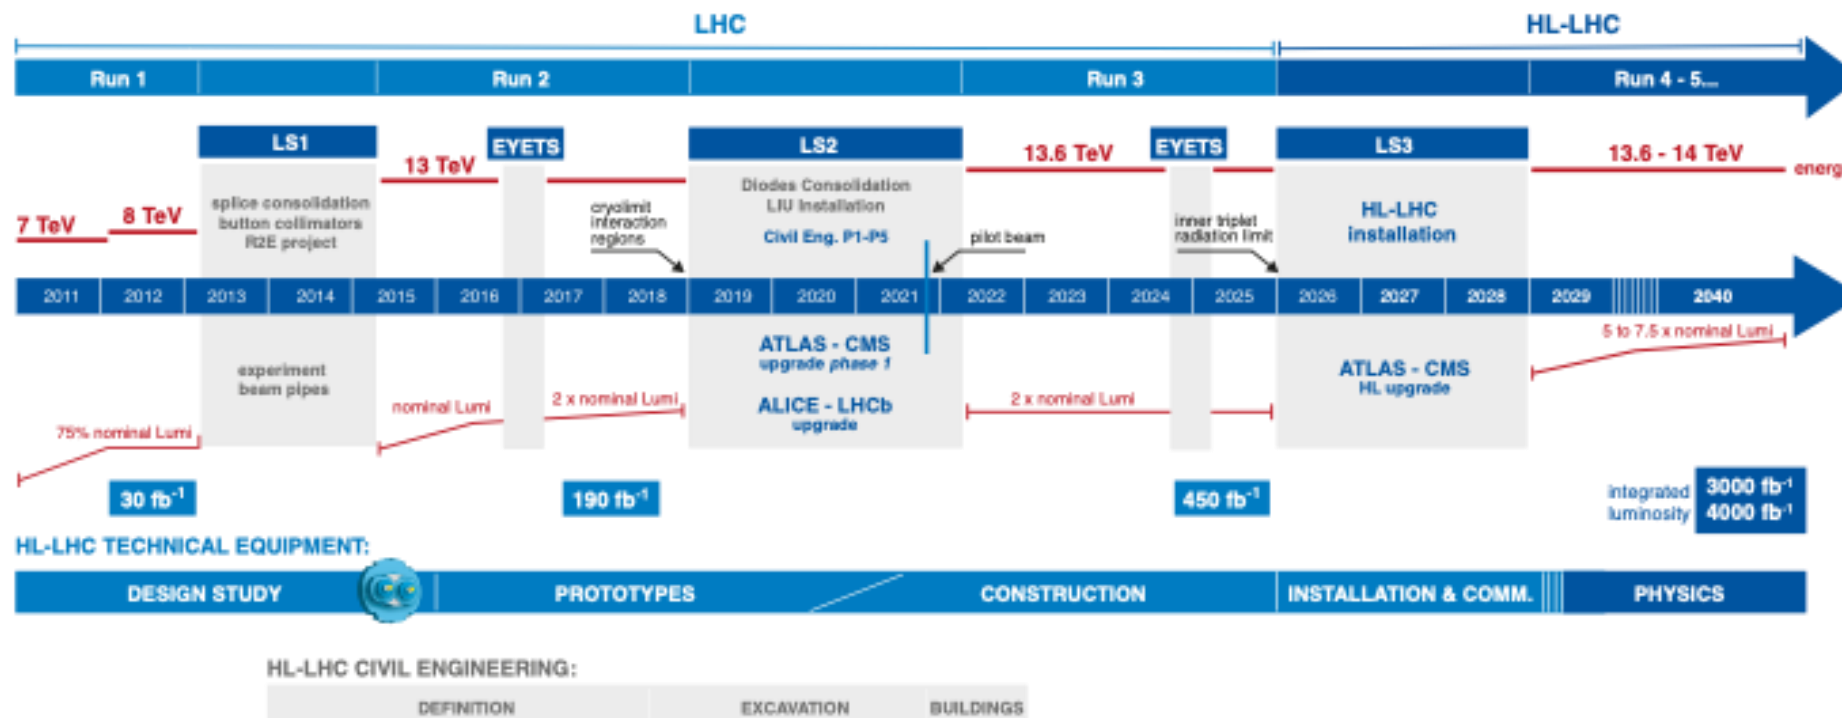 LHC
HL-LHC
Run 1
Run 2
Run 3
Run 4 - 5...
LS1
EYETS
LS2
EYETS
LS3
13 TeV
13.6 TeV
13.6 - 14 TeV
energ
7 TeV
8 TeV
splice consolidation
button collimators
R2E project
cryolimit
interaction
regions
Diodes Consolidation
LIU Installation
Civil Eng. P1-P5
pilot beam
inner triplet
radiation limit
HL-LHC
installation
2011 2012 2013 2014 2015 2016 2017 2018 2019 2020 2021 2022 2023 2024 2025 2026 2027 2028 2029 2040
experiment
beam pipes
ATLAS - CMS
upgrade phase 1
ALICE - LHCb
upgrade
ATLAS - CMS
HL upgrade
5 to 7.5 x nominal Lumi
75% nominal Lumi
nominal Lumi
2 x nominal Lumi
2 x nominal Lumi
30 fb⁻¹
190 fb⁻¹
450 fb⁻¹
integrated
luminosity
3000 fb⁻¹
4000 fb⁻¹
HL-LHC TECHNICAL EQUIPMENT:
DESIGN STUDY
PROTOTYPES
CONSTRUCTION
INSTALLATION & COMM.
PHYSICS
HL-LHC CIVIL ENGINEERING:
DEFINITION
EXCAVATION
BUILDINGS